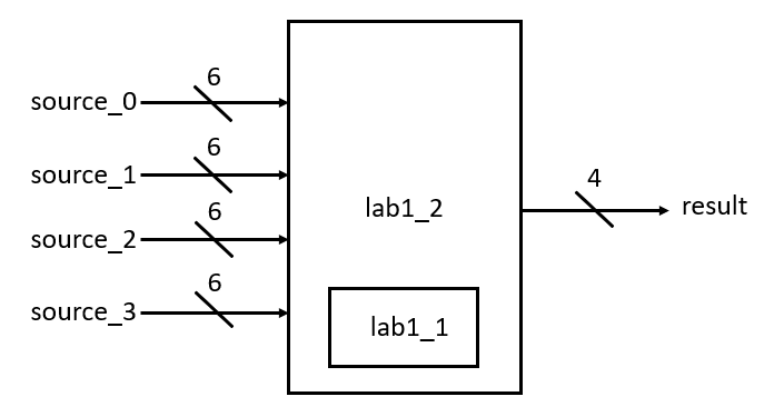 6
source_0
6
source_1
6
source_2
6
source_3
lab1_2
lab1_1
4
result